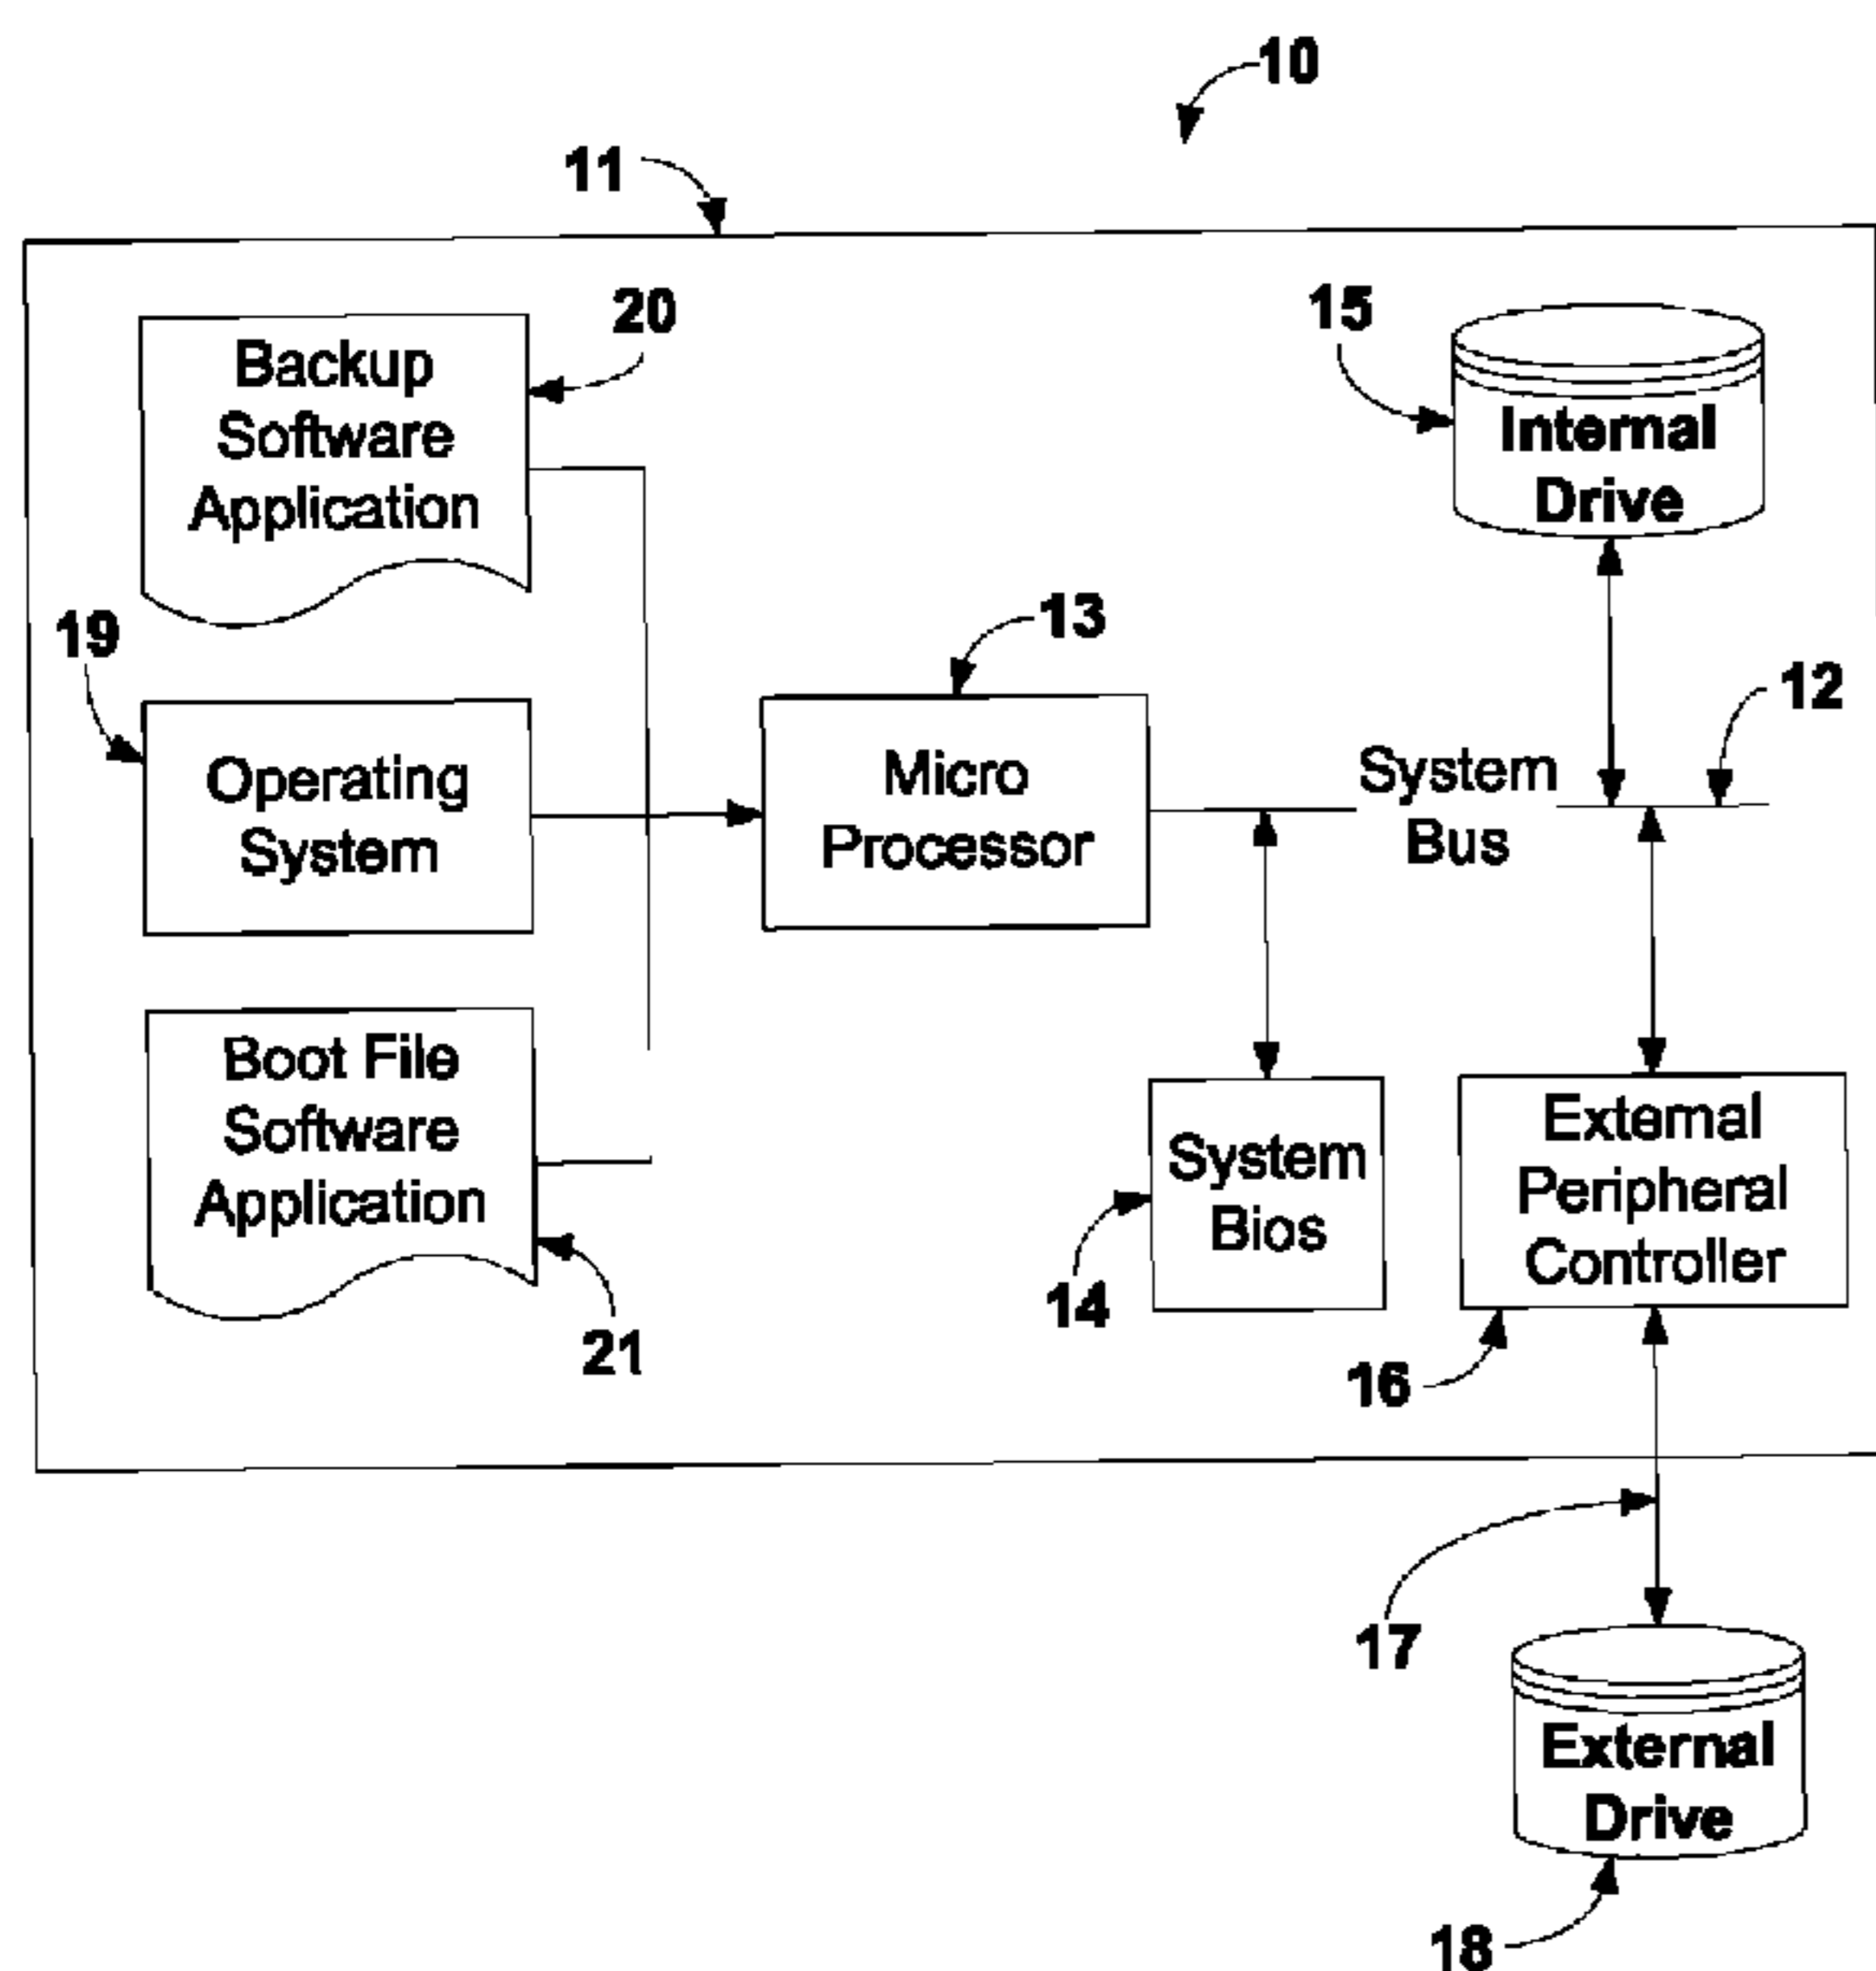 10
11
20
Backup
Software
Application
15
Internal
Drive
19
13
12
Operating
System
Micro
Processor
System
Bus
Boot File
Software
Application
21
System
Bios
14
External
Peripheral
Controller
16
17
External
Drive
18